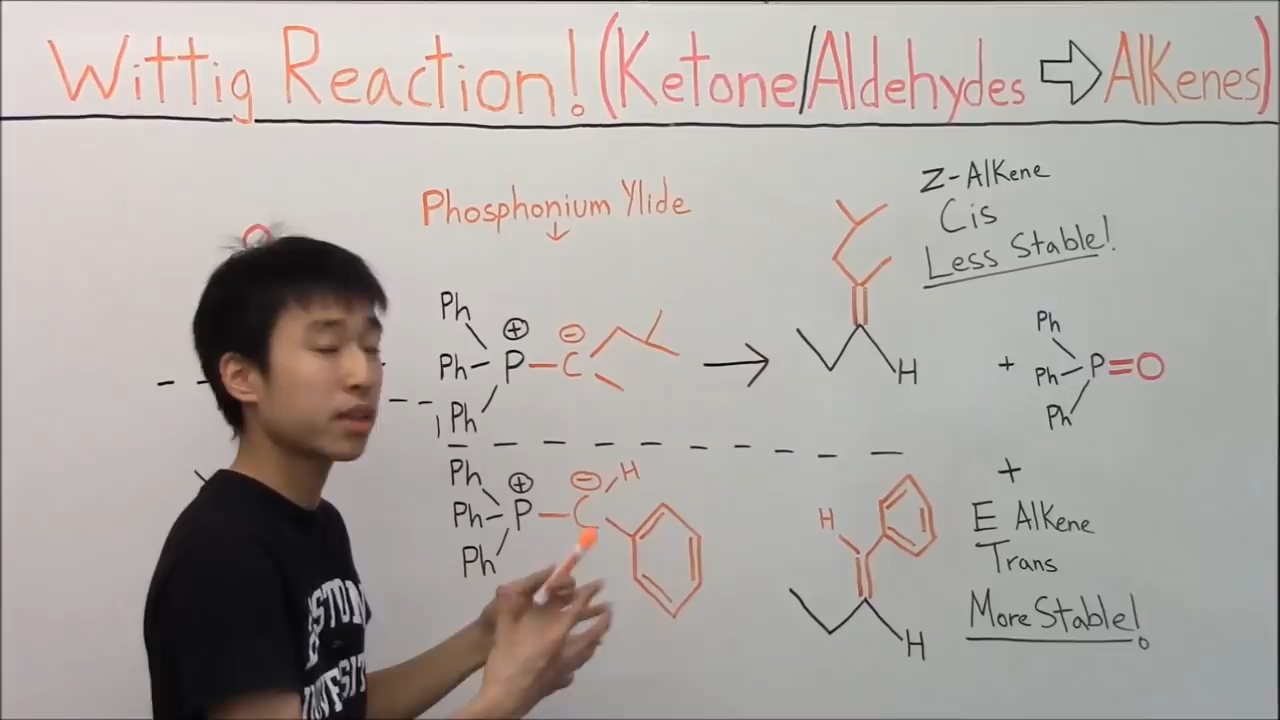 Wittig Reaction! (Ketone/Aldehydes ⇨ Alkenes)
Phosphonium Ylide
↓
Z-Alkene
Cis
Less Stable!
O
Ph
Ph-P⊕-C⊖
Ph
→
H
+
Ph
Ph-P=O
Ph
Ph
Ph-P⊕-C⊖ H
Ph
H
H
+
E Alkene
Trans
More Stable!